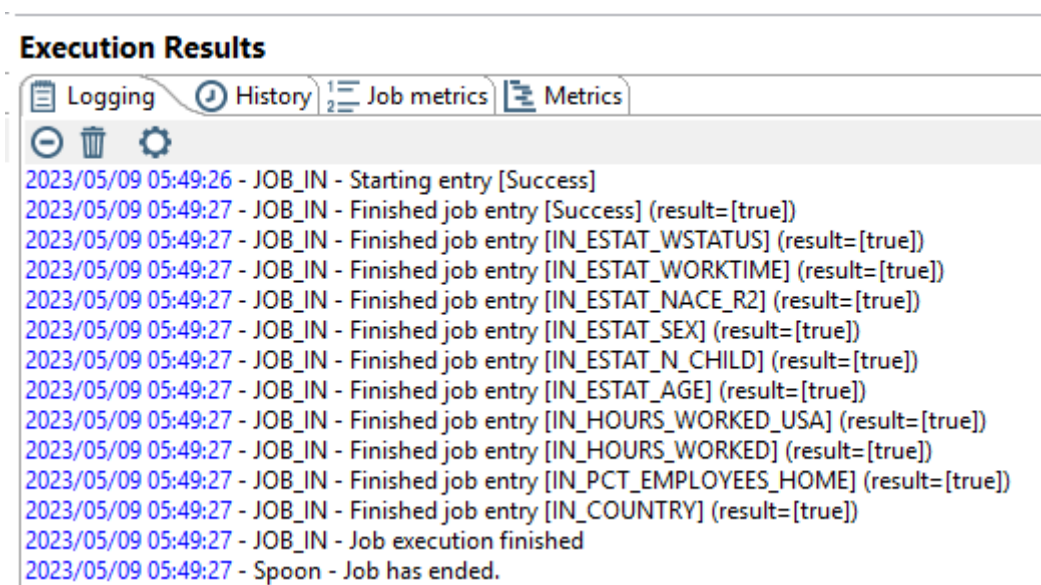 Execution Results
Logging History Job metrics Metrics
2023/05/09 05:49:26 - JOB_IN - Starting entry [Success]
2023/05/09 05:49:27 - JOB_IN - Finished job entry [Success] (result=[true])
2023/05/09 05:49:27 - JOB_IN - Finished job entry [IN_ESTAT_WSTATUS] (result=[true])
2023/05/09 05:49:27 - JOB_IN - Finished job entry [IN_ESTAT_WORKTIME] (result=[true])
2023/05/09 05:49:27 - JOB_IN - Finished job entry [IN_ESTAT_NACE_R2] (result=[true])
2023/05/09 05:49:27 - JOB_IN - Finished job entry [IN_ESTAT_SEX] (result=[true])
2023/05/09 05:49:27 - JOB_IN - Finished job entry [IN_ESTAT_N_CHILD] (result=[true])
2023/05/09 05:49:27 - JOB_IN - Finished job entry [IN_ESTAT_AGE] (result=[true])
2023/05/09 05:49:27 - JOB_IN - Finished job entry [IN_HOURS_WORKED_USA] (result=[true])
2023/05/09 05:49:27 - JOB_IN - Finished job entry [IN_HOURS_WORKED] (result=[true])
2023/05/09 05:49:27 - JOB_IN - Finished job entry [IN_PCT_EMPLOYEES_HOME] (result=[true])
2023/05/09 05:49:27 - JOB_IN - Finished job entry [IN_COUNTRY] (result=[true])
2023/05/09 05:49:27 - JOB_IN - Job execution finished
2023/05/09 05:49:27 - Spoon - Job has ended.